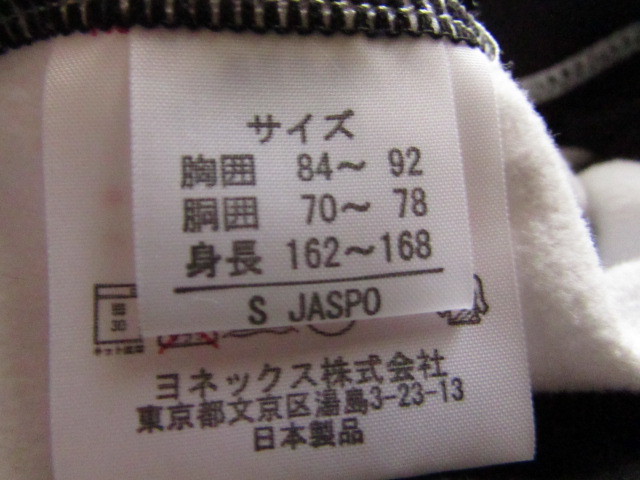 サイズ
胸囲 84～ 92
胴囲 70～ 78
身長 162～168
S JASPO
30
ヨネックス株式会社
東京都文京区湯島3-23-13
日本製品